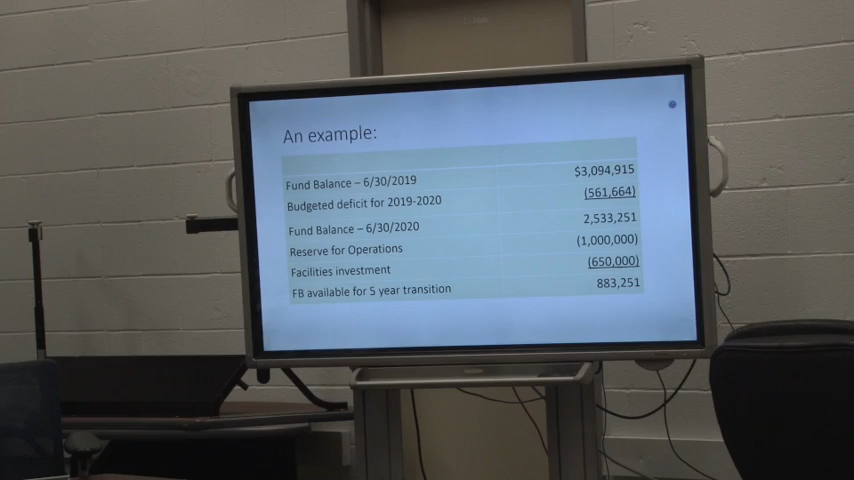 An example:
Fund Balance – 6/30/2019 $3,094,915
Budgeted deficit for 2019-2020 (561,664)
Fund Balance – 6/30/2020 2,533,251
Reserve for Operations (1,000,000)
Facilities investment (650,000)
FB available for 5 year transition 883,251